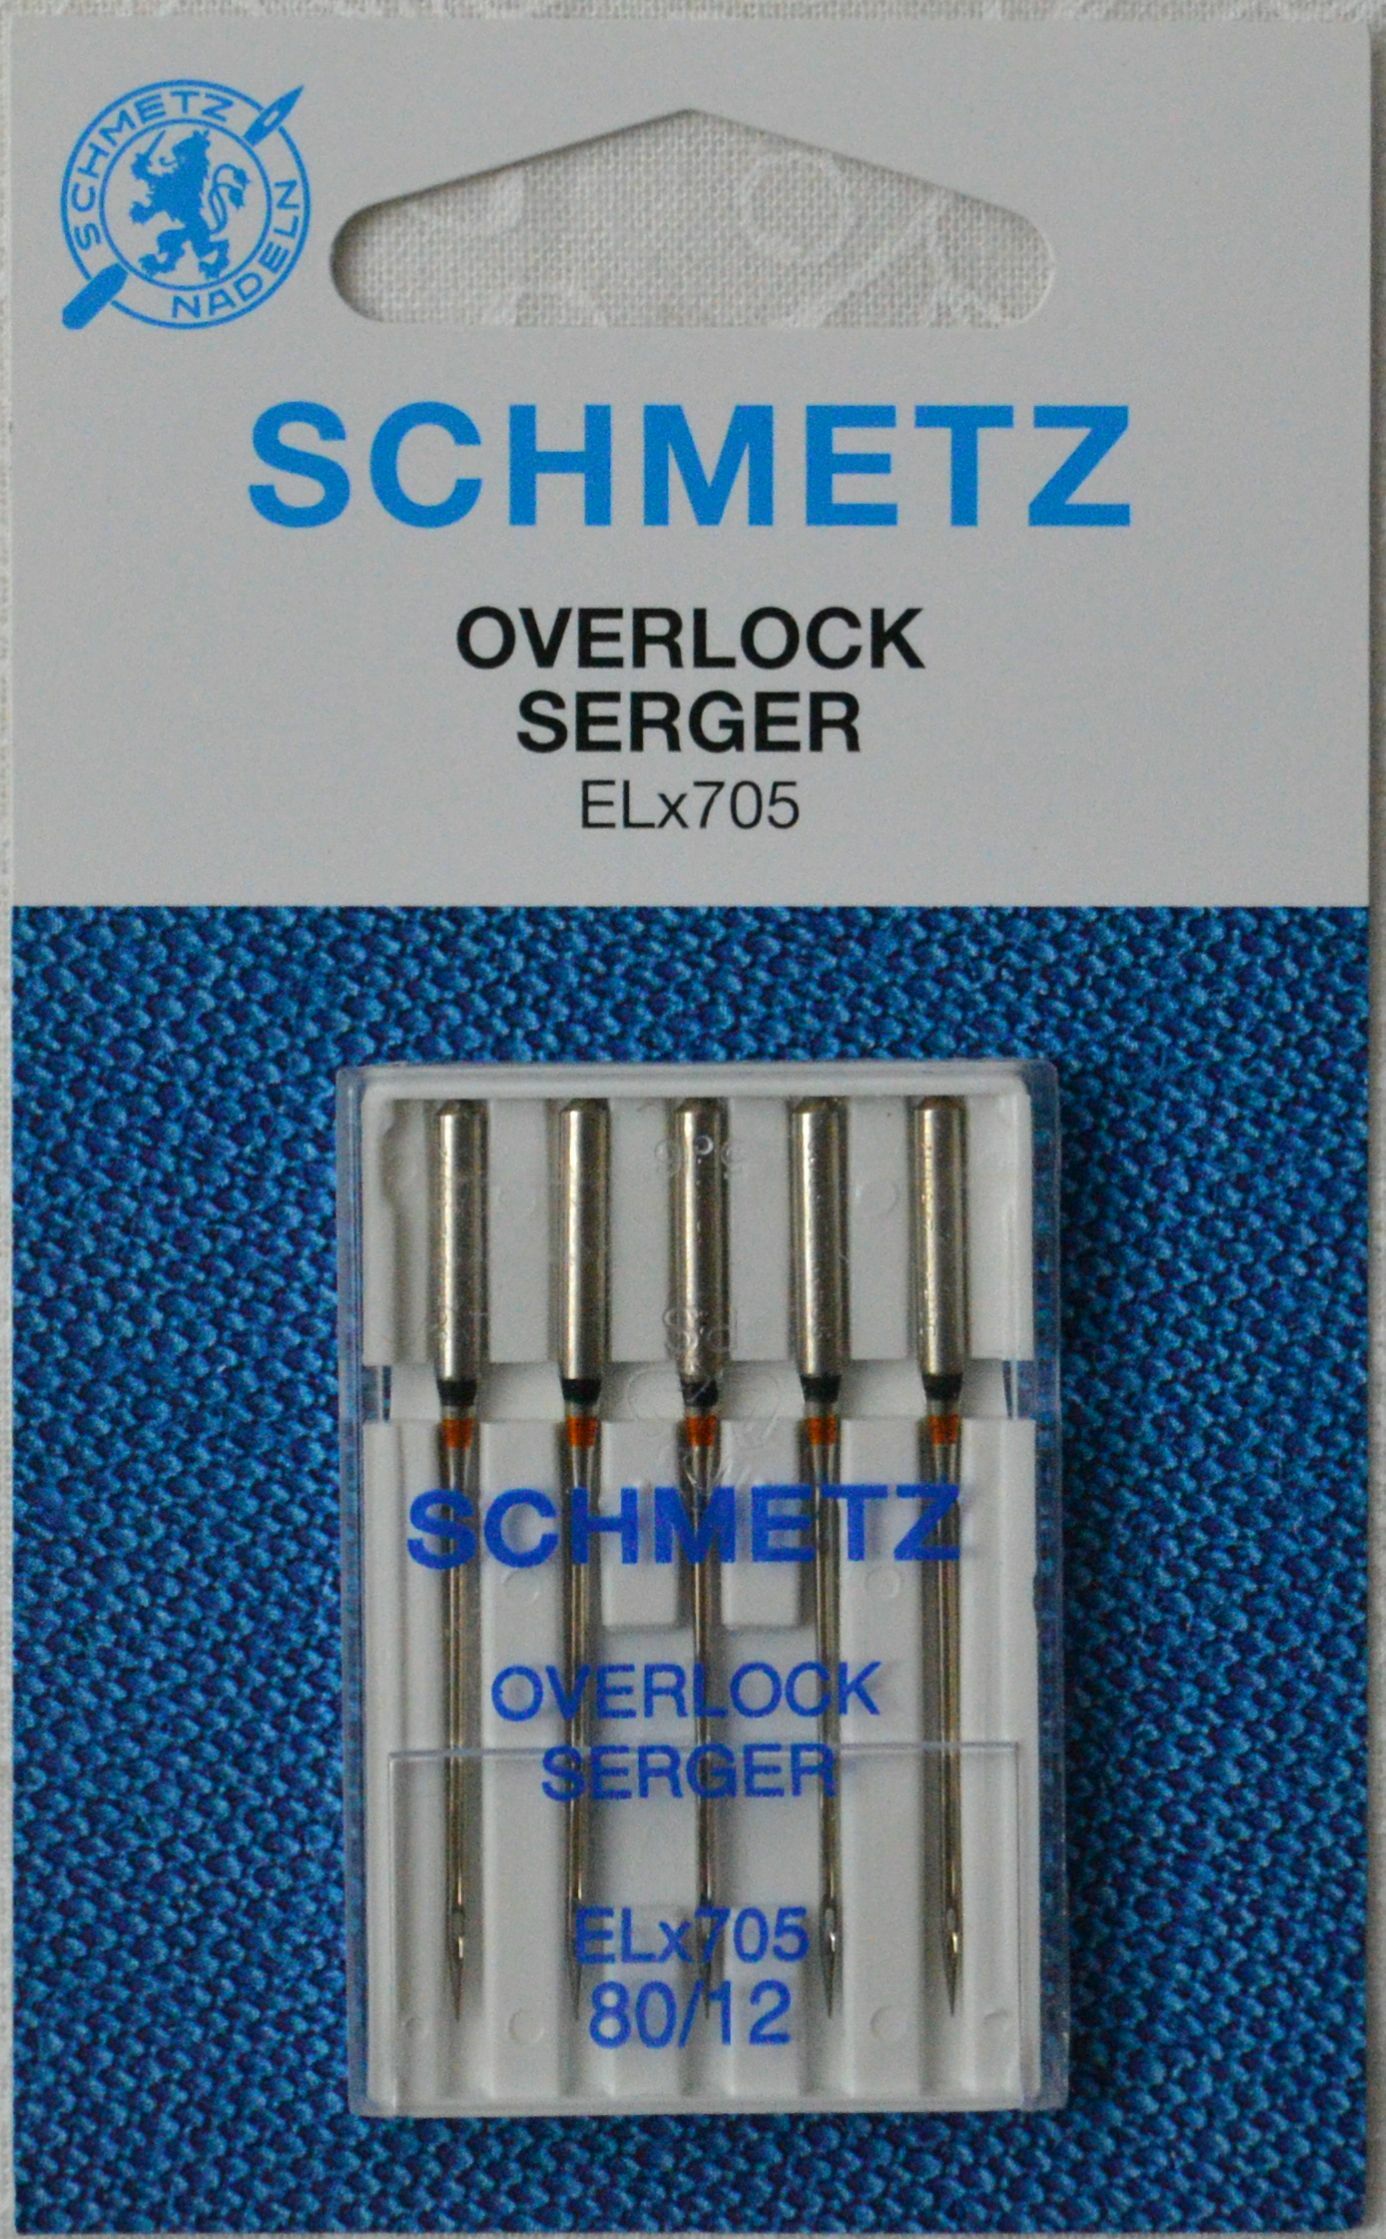 SCHMETZ
NADELN
SCHMETZ
OVERLOCK
SERGER
ELx705
SCHMETZ
OVERLOCK
SERGER
ELx705
80/12